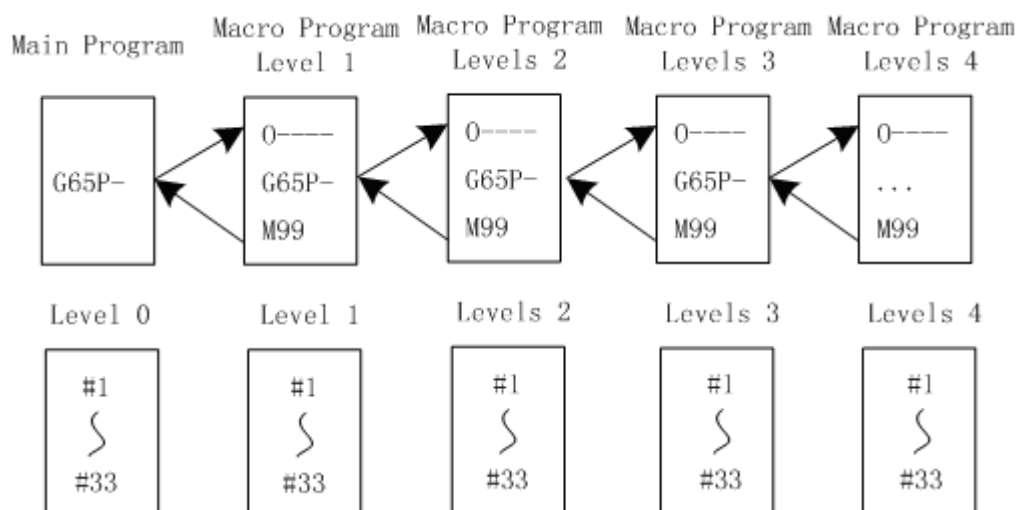 Main Program
Macro Program
Level 1
Macro Program
Levels 2
Macro Program
Levels 3
Macro Program
Levels 4
G65P-
O----
G65P-
M99
O----
G65P-
M99
O----
G65P-
M99
O----
...
M99
Level 0
Level 1
Levels 2
Levels 3
Levels 4
#1
#33
#1
#33
#1
#33
#1
#33
#1
#33